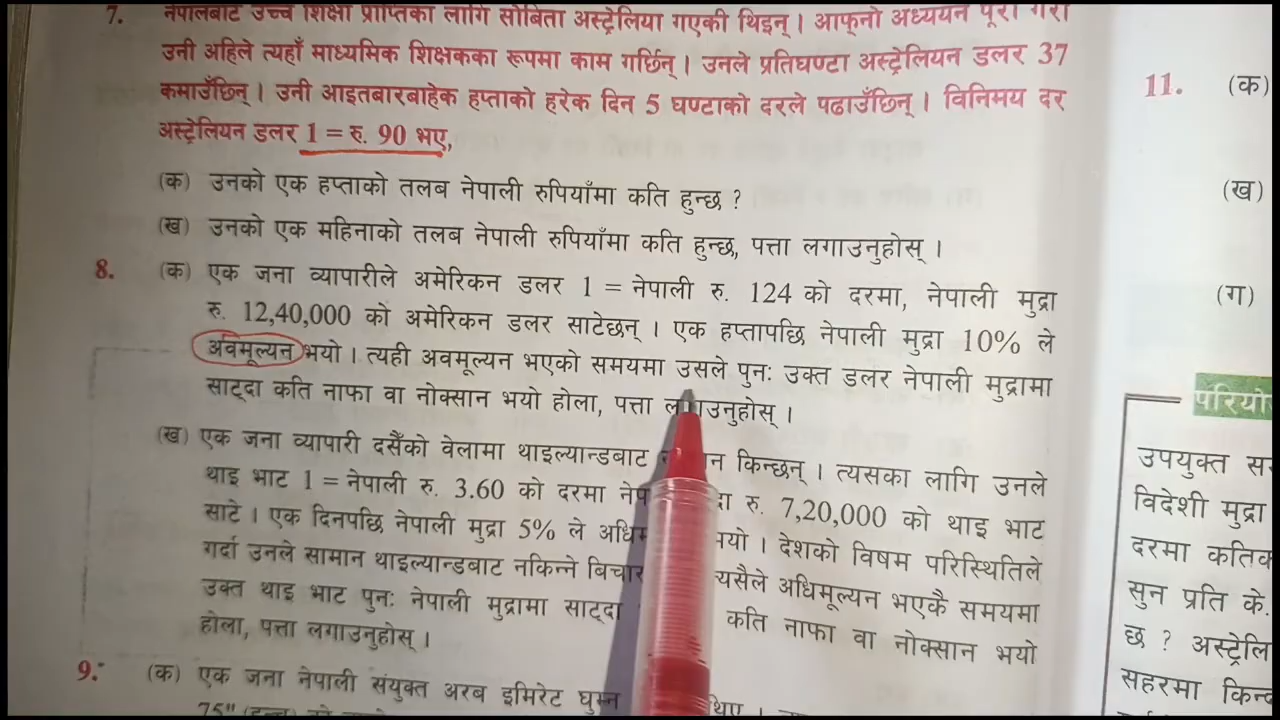 7. नेपालबाट उच्च शिक्षा प्राप्तिका लागि सोबिता अस्ट्रेलिया गएकी थिइन् । आफ्नो अध्ययन पूरा गरी
उनी अहिले त्यहाँ माध्यमिक शिक्षकका रूपमा काम गर्छिन् । उनले प्रतिघण्टा अस्ट्रेलियन डलर 37
कमाउँछिन् । उनी आइतबारबाहेक हप्ताको हरेक दिन 5 घण्टाको दरले पढाउँछिन् । विनिमय दर
अस्ट्रेलियन डलर 1 = रु. 90 भए,
(क) उनको एक हप्ताको तलब नेपाली रुपियाँमा कति हुन्छ ?
(ख) उनको एक महिनाको तलब नेपाली रुपियाँमा कति हुन्छ, पत्ता लगाउनुहोस् ।
8. (क) एक जना व्यापारीले अमेरिकन डलर 1 = नेपाली रु. 124 को दरमा, नेपाली मुद्रा
रु. 12,40,000 को अमेरिकन डलर साटेछन् । एक हप्तापछि नेपाली मुद्रा 10% ले
अवमूल्यन भयो । त्यही अवमूल्यन भएको समयमा उसले पुनः उक्त डलर नेपाली मुद्रामा
साट्दा कति नाफा वा नोक्सान भयो होला, पत्ता लगाउनुहोस् ।
(ख) एक जना व्यापारी दसैँको वेलामा थाइल्यान्डबाट किन्छन् । त्यसका लागि उनले
थाइ भाट 1 = नेपाली रु. 3.60 को दरमा रु. 7,20,000 को थाइ भाट
साटे । एक दिनपछि नेपाली मुद्रा 5% ले भयो । देशको विषम परिस्थितिले
गर्दा उनले सामान थाइल्यान्डबाट नकिन्ने अधिमूल्यन भएकै समयमा
उक्त थाइ भाट पुनः नेपाली मुद्रामा साट्दा कति नाफा वा नोक्सान भयो
होला, पत्ता लगाउनुहोस् ।
9. (क) एक जना नेपाली संयुक्त अरब इमिरेट घुम्न
11. (क)
(ख)
(ग)
उपयुक्त
विदेशी मुद्रा
दरमा
सुन प्रति के.
छ ?
सहरमा